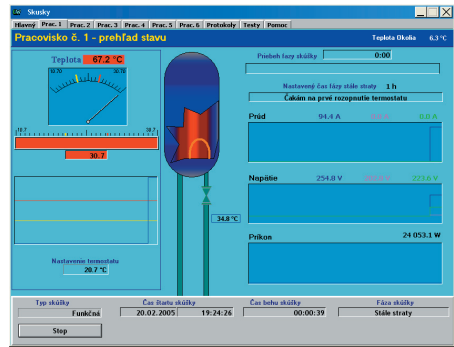 Skusky
Hlavný Prac. 1 Prac. 2 Prac. 3 Prac. 4 Prac. 5 Prac. 6 Protokoly Testy Pomoc
Pracovisko č. 1 - prehľad stavu
Teplota Okolia 6.3 °C
Teplota 67.2 °C
Priebeh fazy skúšky 0:00
Nastavený čas fázy stále straty 1 h
Čakám na prvé rozopnutie termostatu
Prúd 94.4 A 0.0 A
30.7
Napätie 254.0 V 223.6 V
34.8 °C
Príkon 24 053.1 W
Nastavenie termostatu
20.7 °C
Typ skúšky Čas štartu skúšky Čas behu skúšky Fáza skúšky
Funkčná 20.02.2005 19:24:26 00:00:39 Stále straty
Stop